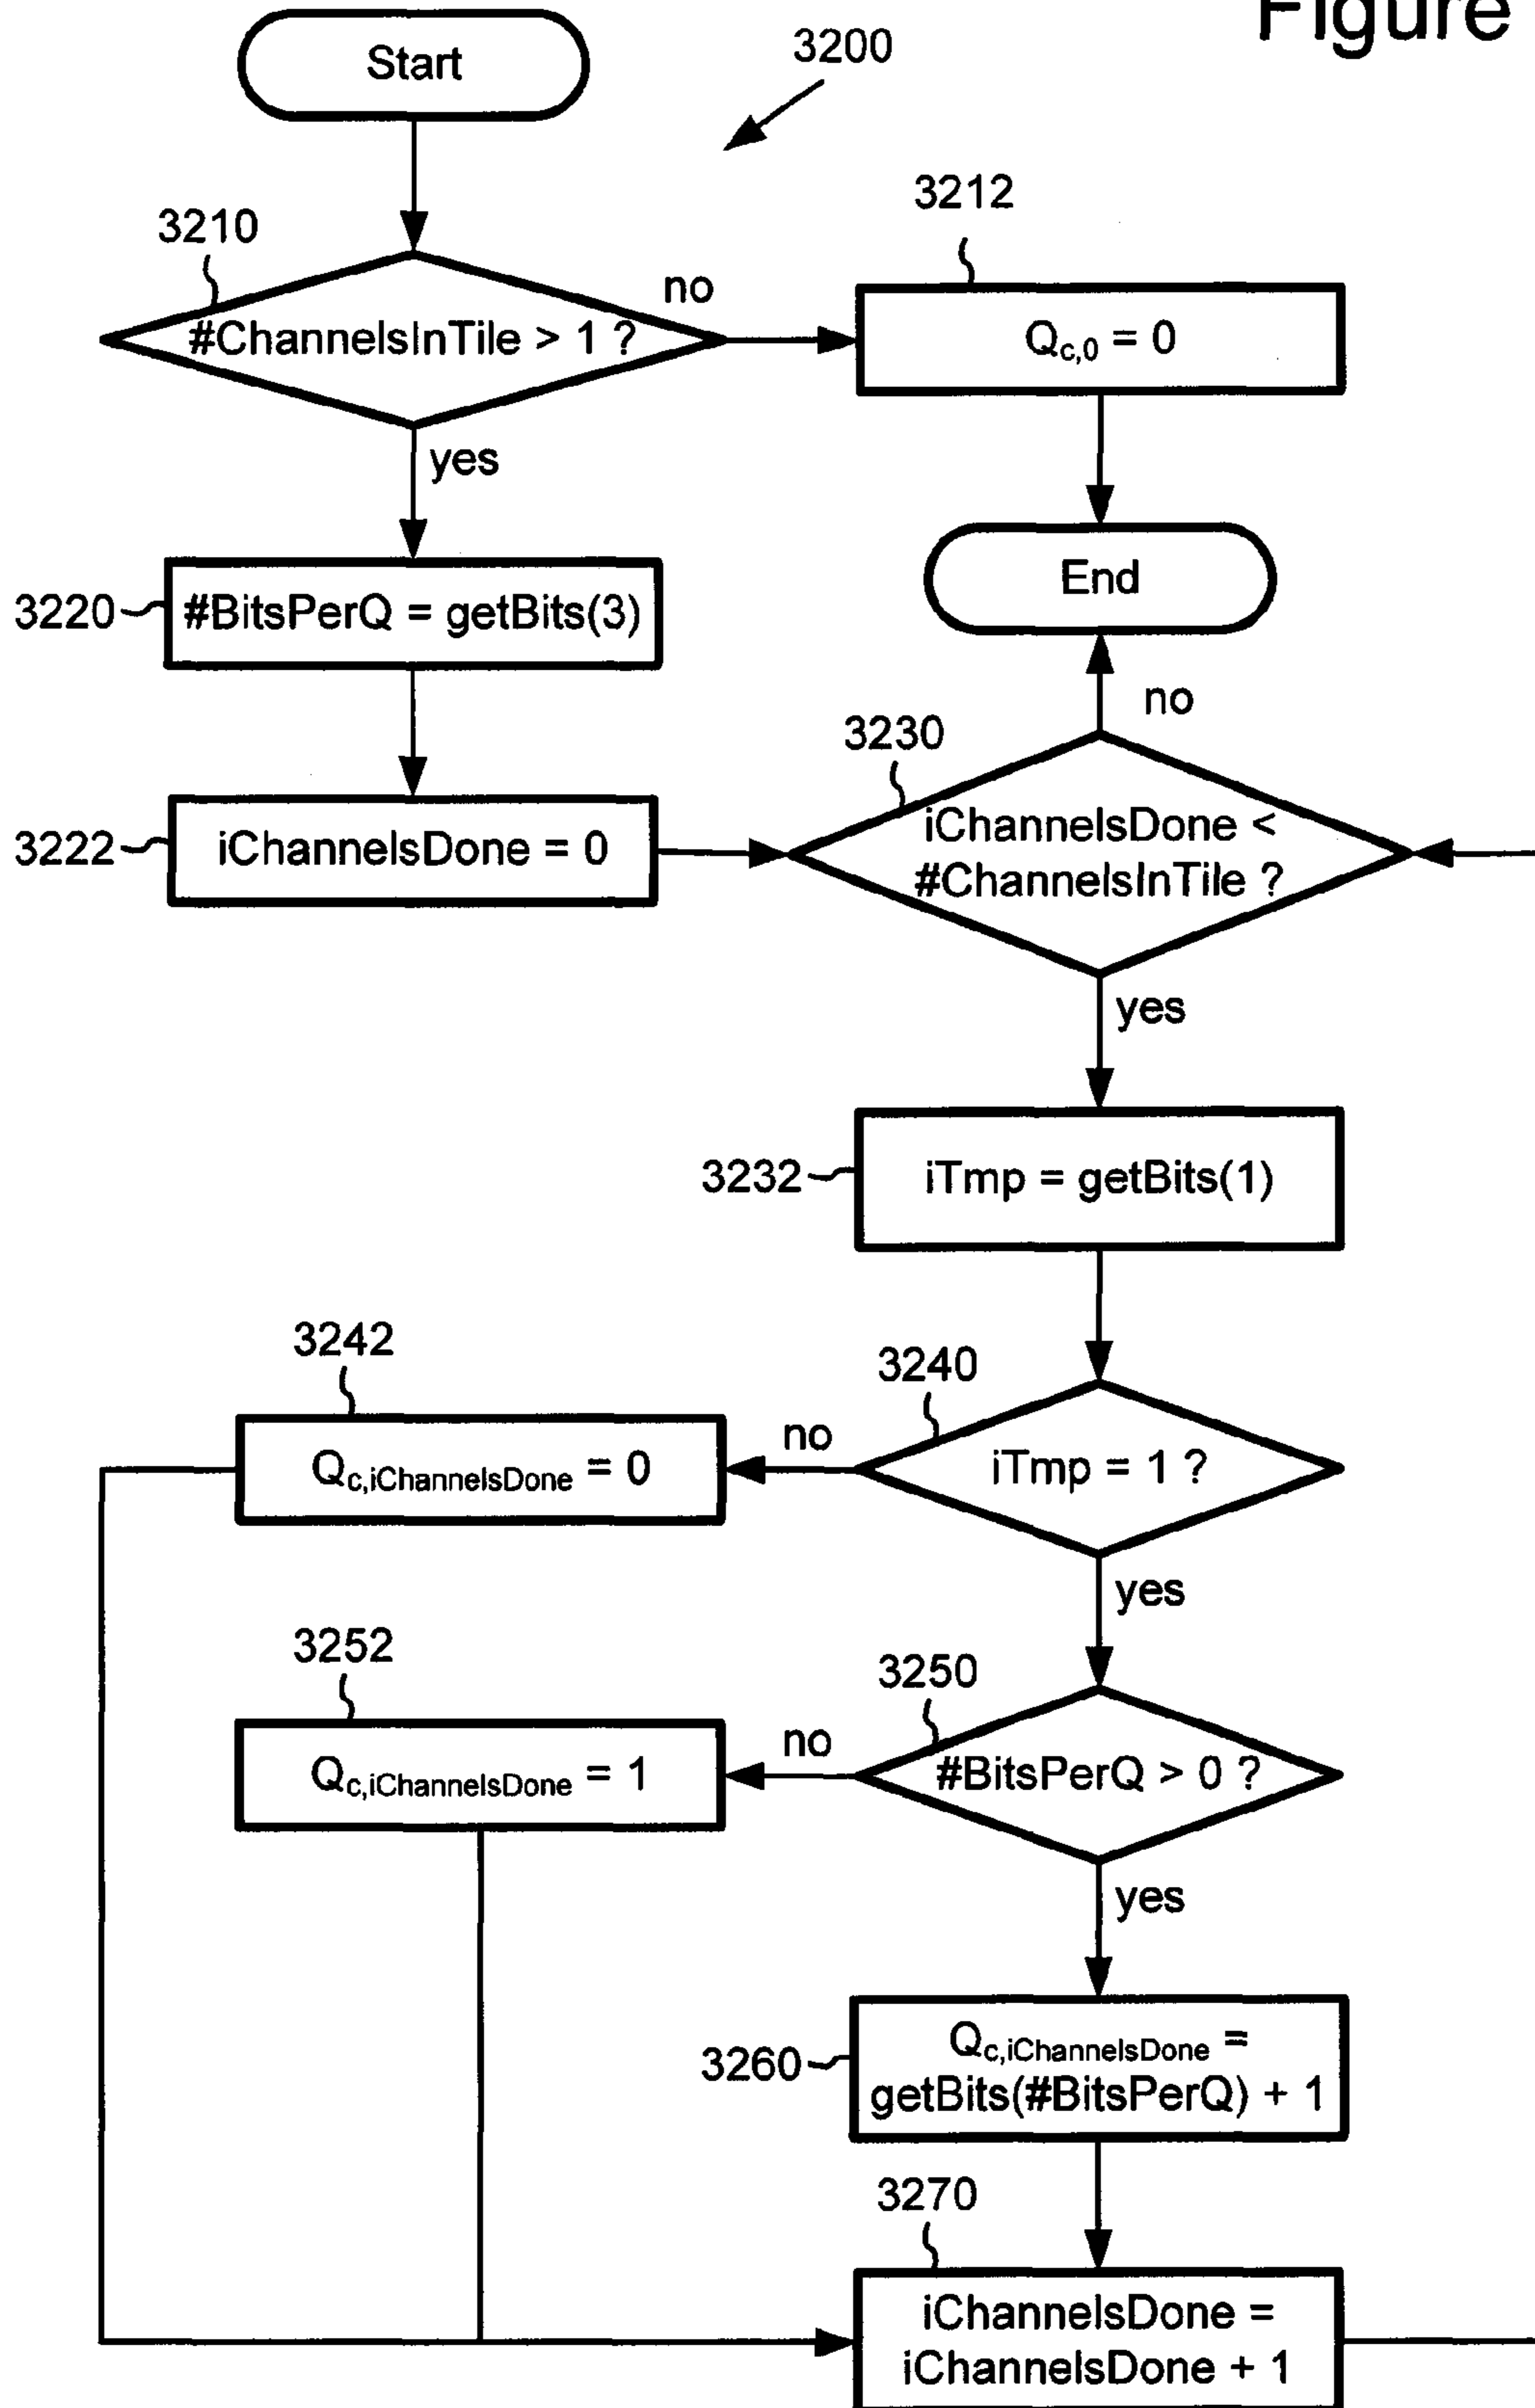 Figure
Start
3200
3210
#ChannelsInTile > 1 ?
no
3212
Qc,0 = 0
yes
3220
#BitsPerQ = getBits(3)
End
no
3222
iChannelsDone = 0
3230
iChannelsDone <
#ChannelsInTile ?
yes
3232
iTmp = getBits(1)
3242
Qc,iChannelsDone = 0
no
3240
iTmp = 1 ?
yes
3252
Qc,iChannelsDone = 1
no
3250
#BitsPerQ > 0 ?
yes
3260
Qc,iChannelsDone =
getBits(#BitsPerQ) + 1
3270
iChannelsDone =
iChannelsDone + 1